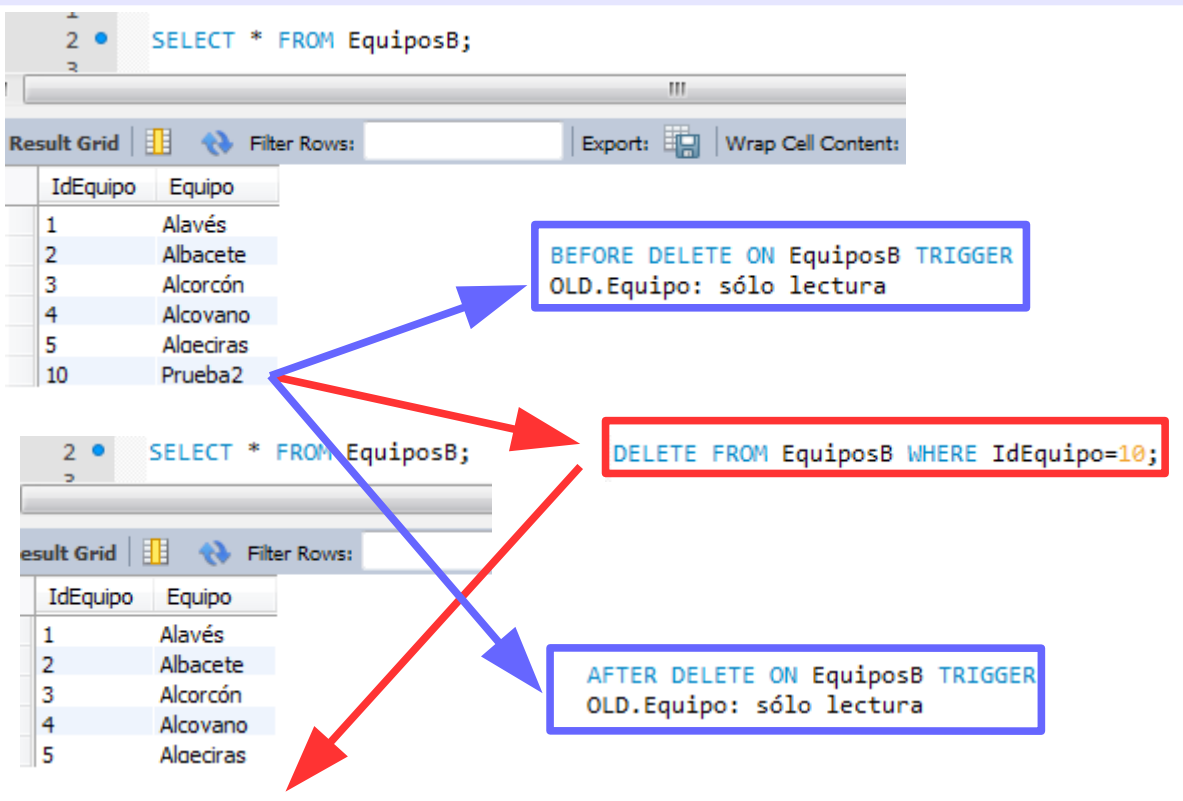 2 SELECT * FROM EquiposB;
Result Grid Filter Rows: Export: Wrap Cell Content:
IdEquipo Equipo
1 Alavés
2 Albacete
3 Alcorcón
4 Alcovano
5 Algeciras
10 Prueba2
BEFORE DELETE ON EquiposB TRIGGER
OLD.Equipo: sólo lectura
DELETE FROM EquiposB WHERE IdEquipo=10;
2 SELECT * FROM EquiposB;
esult Grid Filter Rows:
IdEquipo Equipo
1 Alavés
2 Albacete
3 Alcorcón
4 Alcovano
5 Algeciras
AFTER DELETE ON EquiposB TRIGGER
OLD.Equipo: sólo lectura